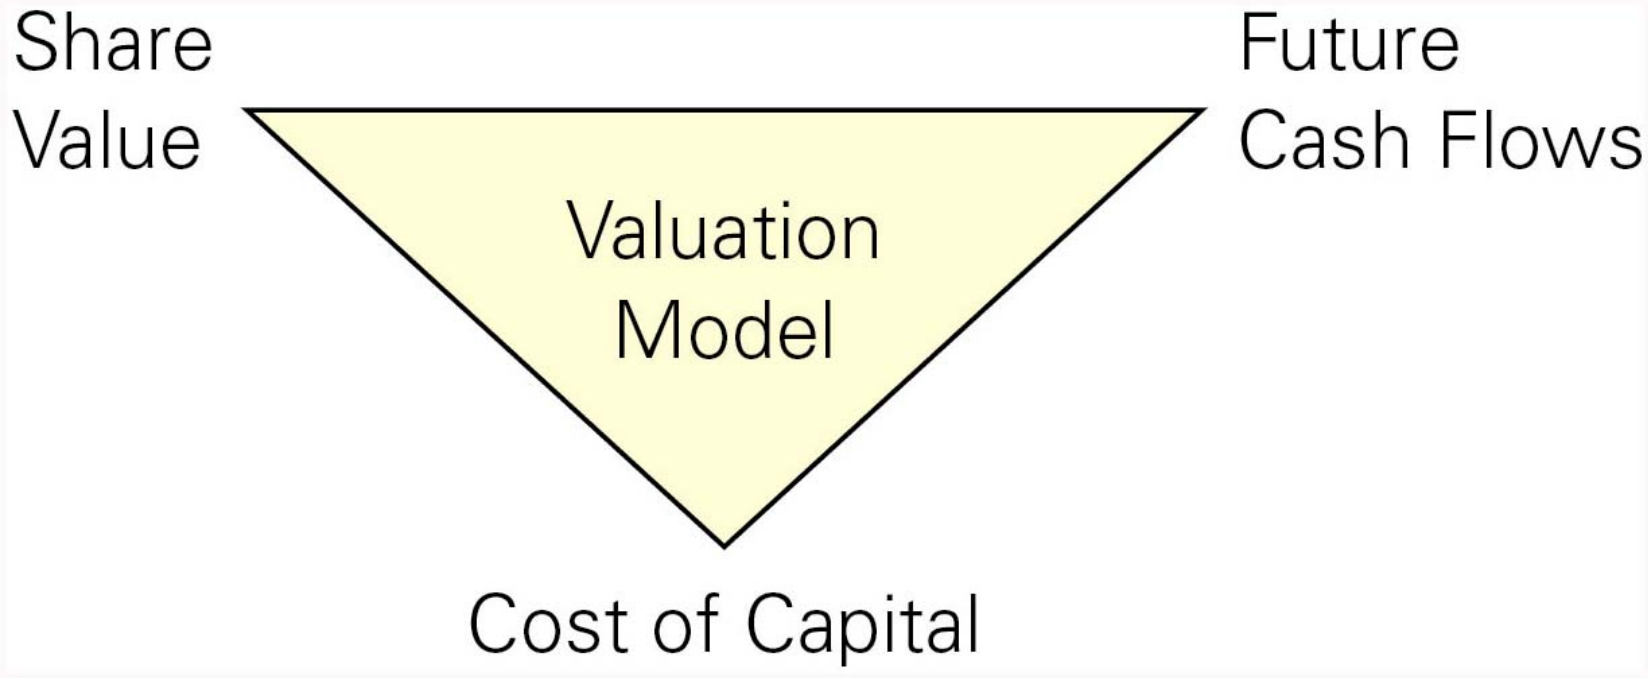 Share
Value
Future
Cash Flows
Valuation
Model
Cost of Capital